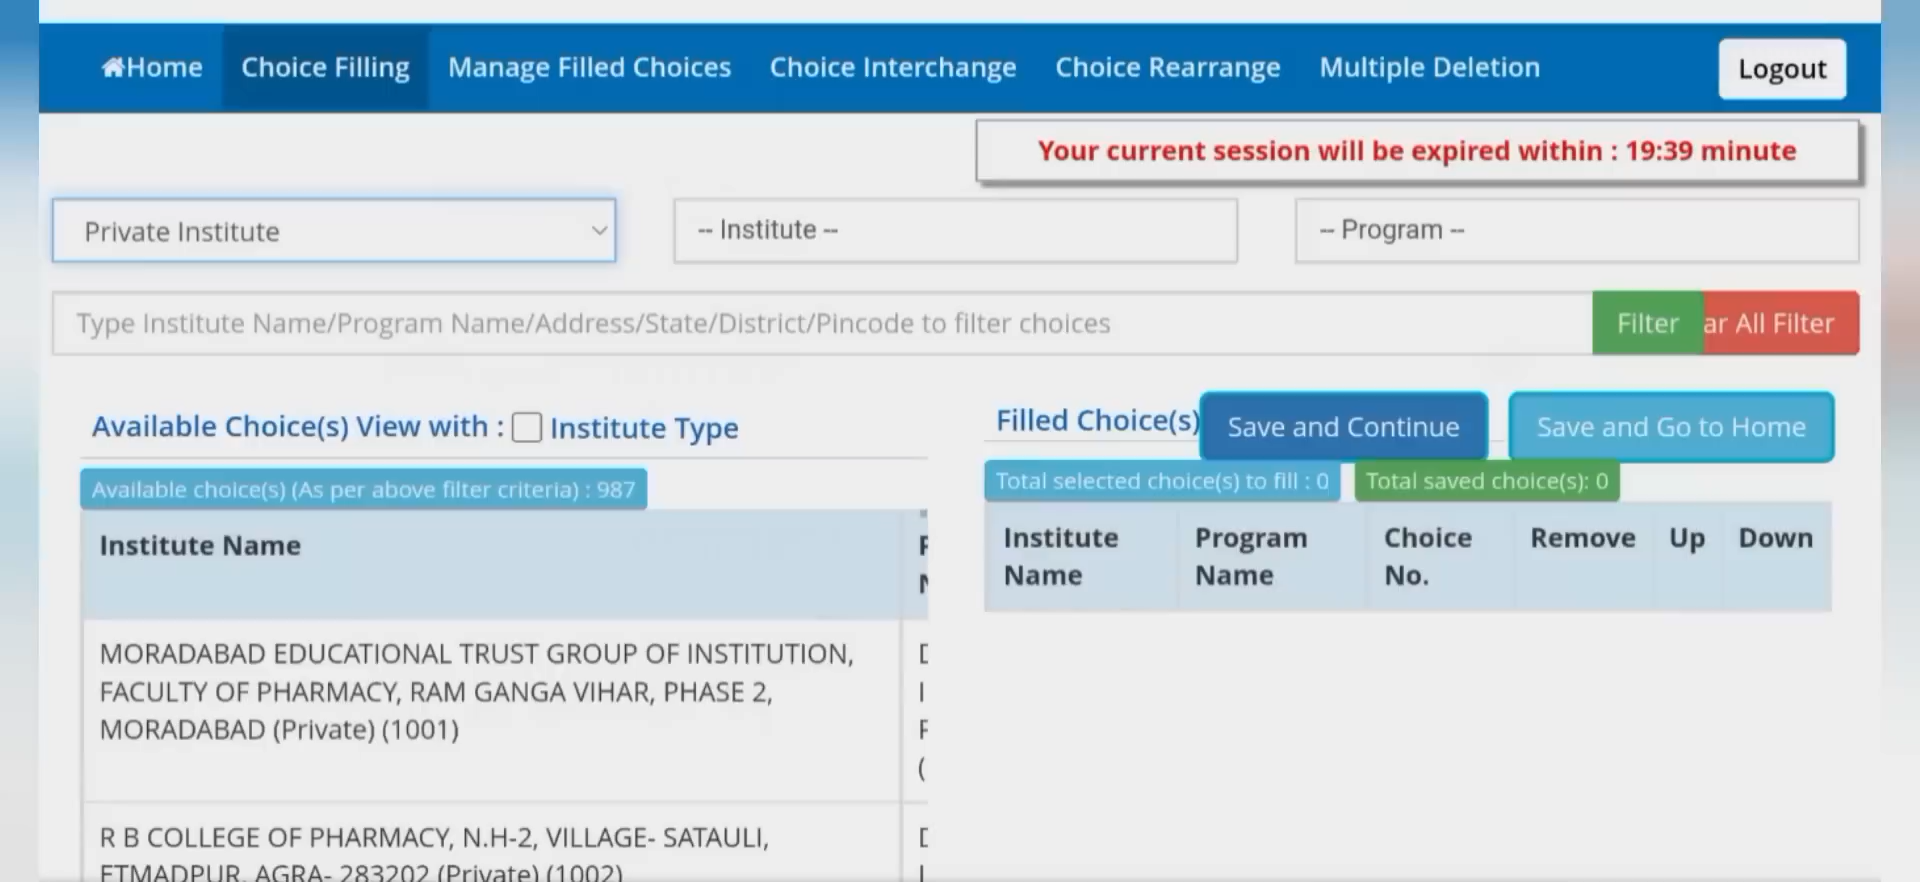 Home Choice Filling Manage Filled Choices Choice Interchange Choice Rearrange Multiple Deletion Logout
Your current session will be expired within : 19:39 minute
Private Institute
-- Institute --
-- Program --
Type Institute Name/Program Name/Address/State/District/Pincode to filter choices
Filter
ar All Filter
Available Choice(s) View with : Institute Type
Available choice(s) (As per above filter criteria) : 987
Institute Name
MORADABAD EDUCATIONAL TRUST GROUP OF INSTITUTION,
FACULTY OF PHARMACY, RAM GANGA VIHAR, PHASE 2,
MORADABAD (Private) (1001)
R B COLLEGE OF PHARMACY, N.H-2, VILLAGE- SATAULI,
ETMADPUR, AGRA- 283202 (Private) (1002)
Filled Choice(s)
Save and Continue
Save and Go to Home
Total selected choice(s) to fill : 0
Total saved choice(s): 0
Institute
Name
Program
Name
Choice
No.
Remove
Up
Down